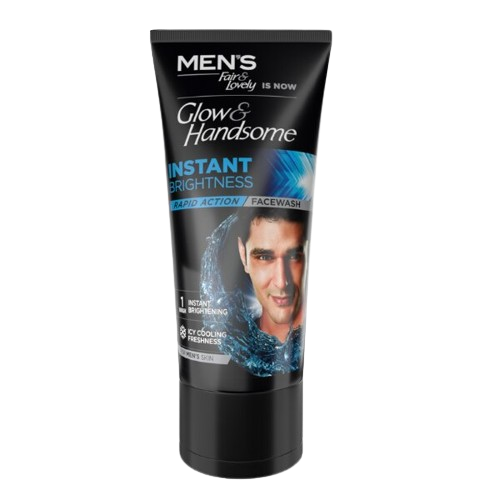 MEN'S
Fair & Lovely IS NOW
Glow &
Handsome
INSTANT
BRIGHTNESS
RAPID ACTION FACEWASH
1 INSTANT
BRIGHTENING
ICY COOLING
FRESHNESS
MEN'S SKIN